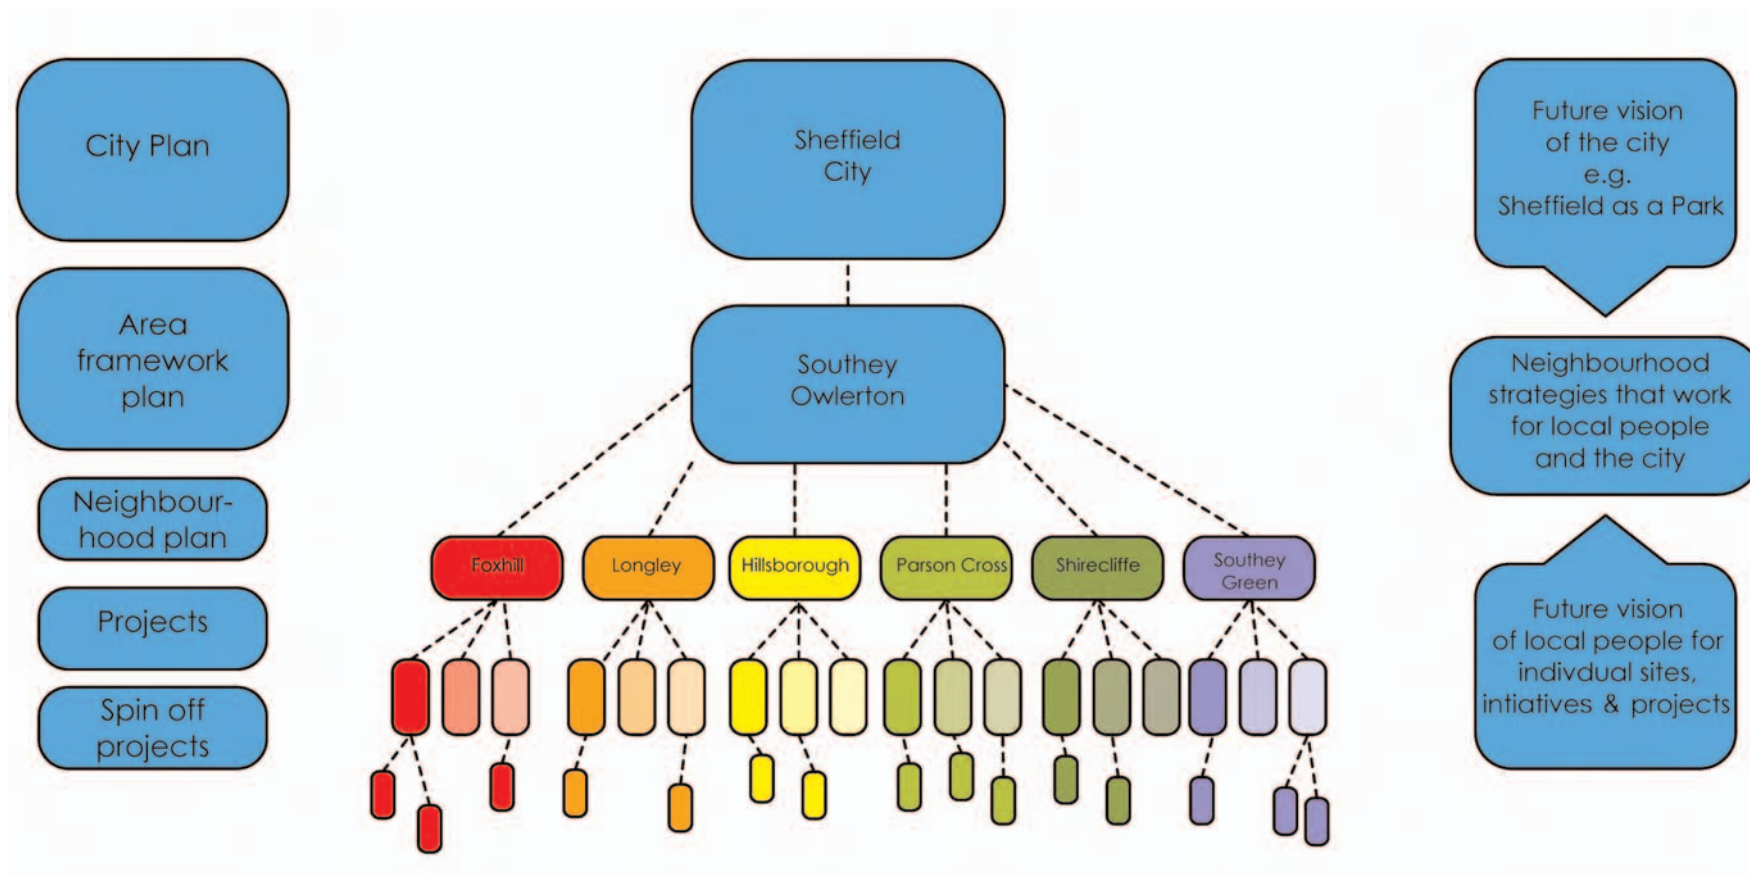 City Plan
Area
framework
plan
Neighbour-
hood plan
Projects
Spin off
projects
Sheffield
City
Southey
Owlerton
Foxhill
Longley
Hillsborough
Parson Cross
Shirecliffe
Southey
Green
Future vision
of the city
e.g.
Sheffield as a Park
Neighbourhood
strategies that work
for local people
and the city
Future vision
of local people for
indivdual sites,
intiatives & projects